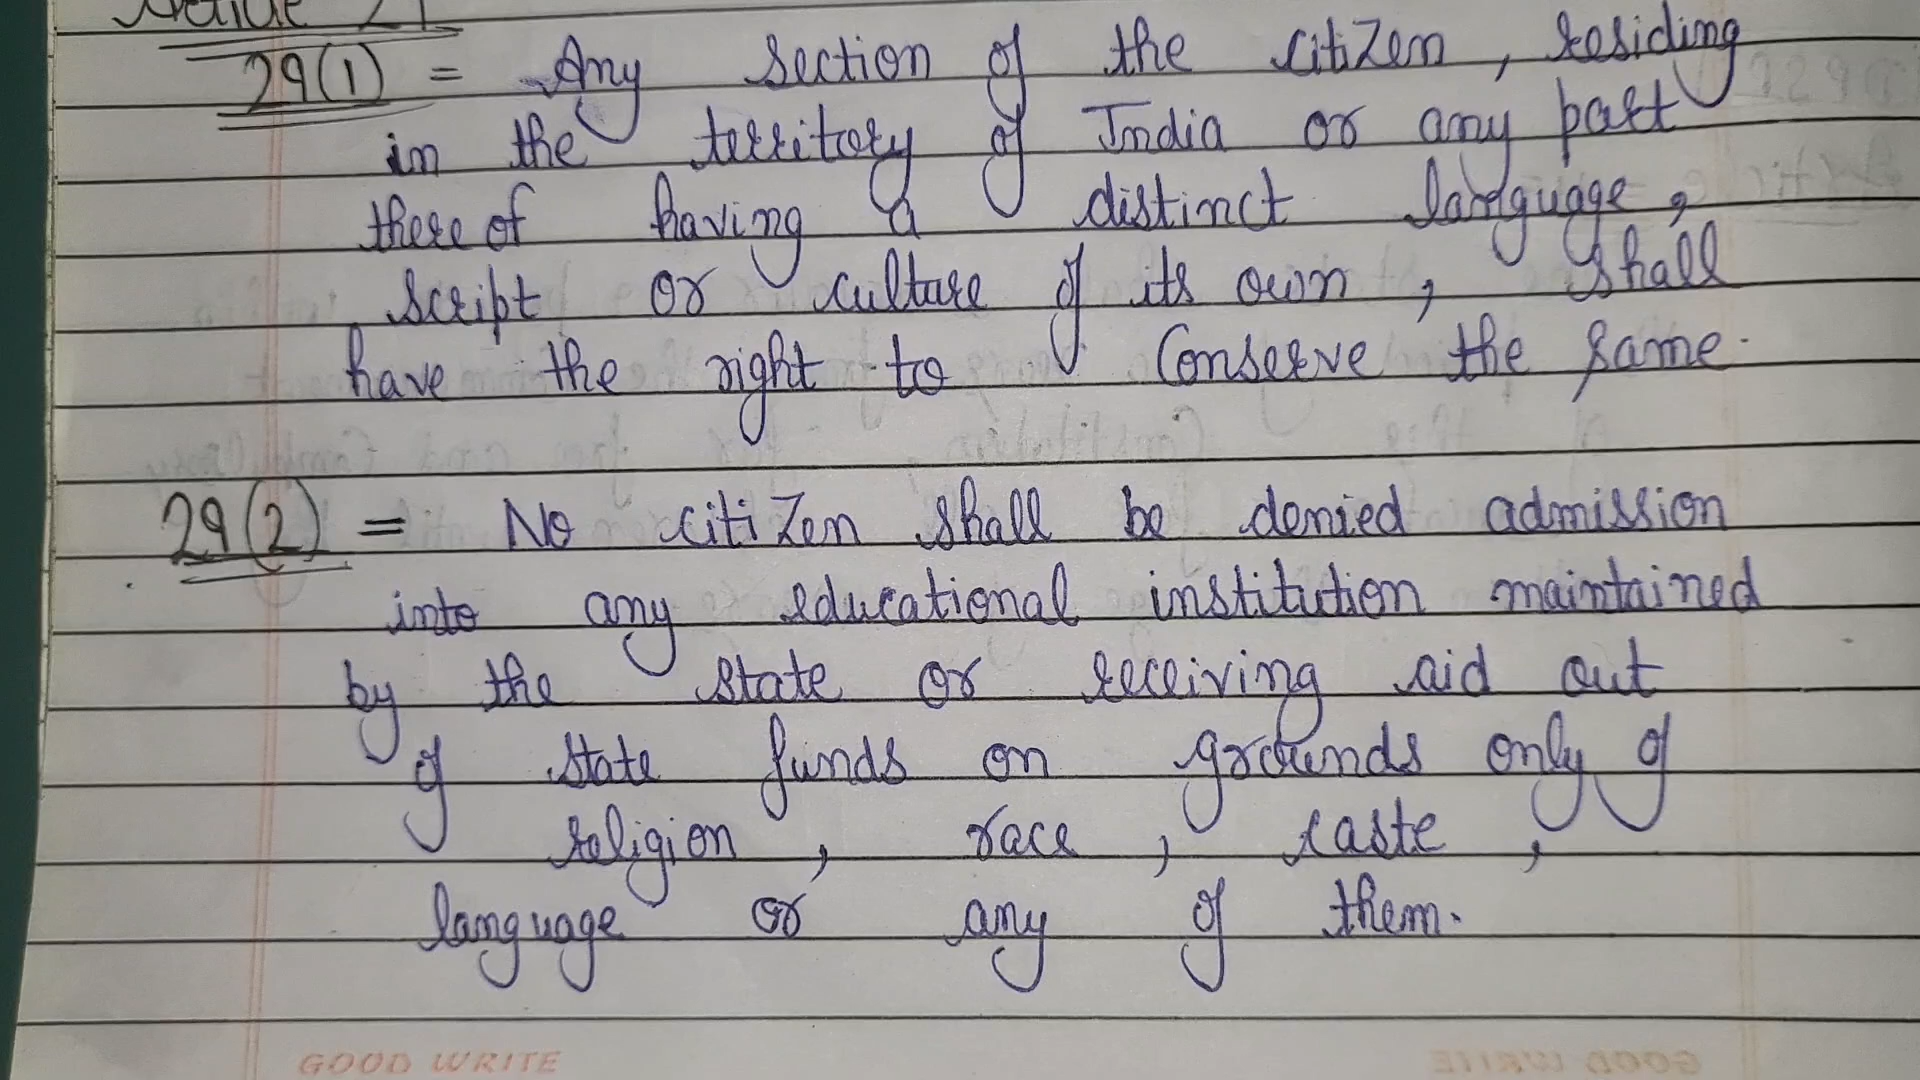 Article 29
29(1) = Any section of the citizen, residing
in the territory of India or any part
there of having a distinct language,
script or culture of its own, shall
have the right to conserve the same.
29(2) = No citizen shall be denied admission
into any educational institution maintained
by the state or receiving aid out
of state funds on grounds only of
religion, race, caste,
language or any of them.
GOOD WRITE